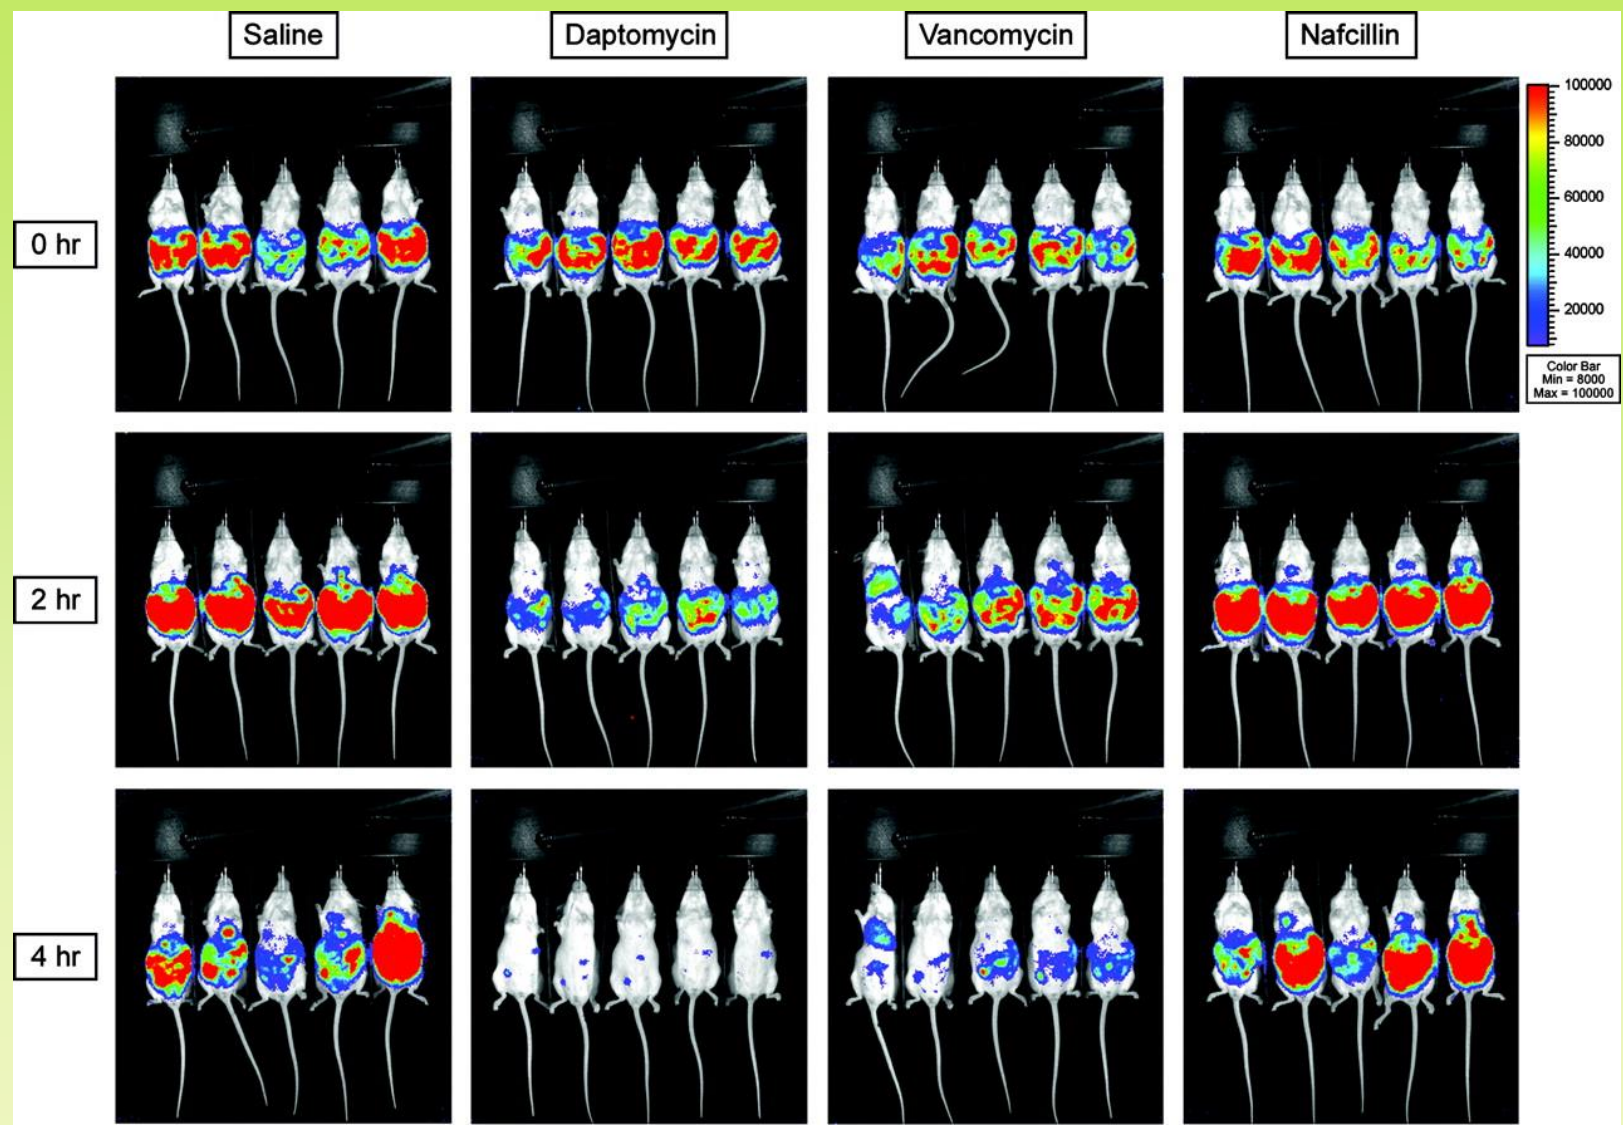 Saline
Daptomycin
Vancomycin
Nafcillin
0 hr
100000
80000
60000
40000
20000
Color Bar
Min = 8000
Max = 100000
2 hr
4 hr